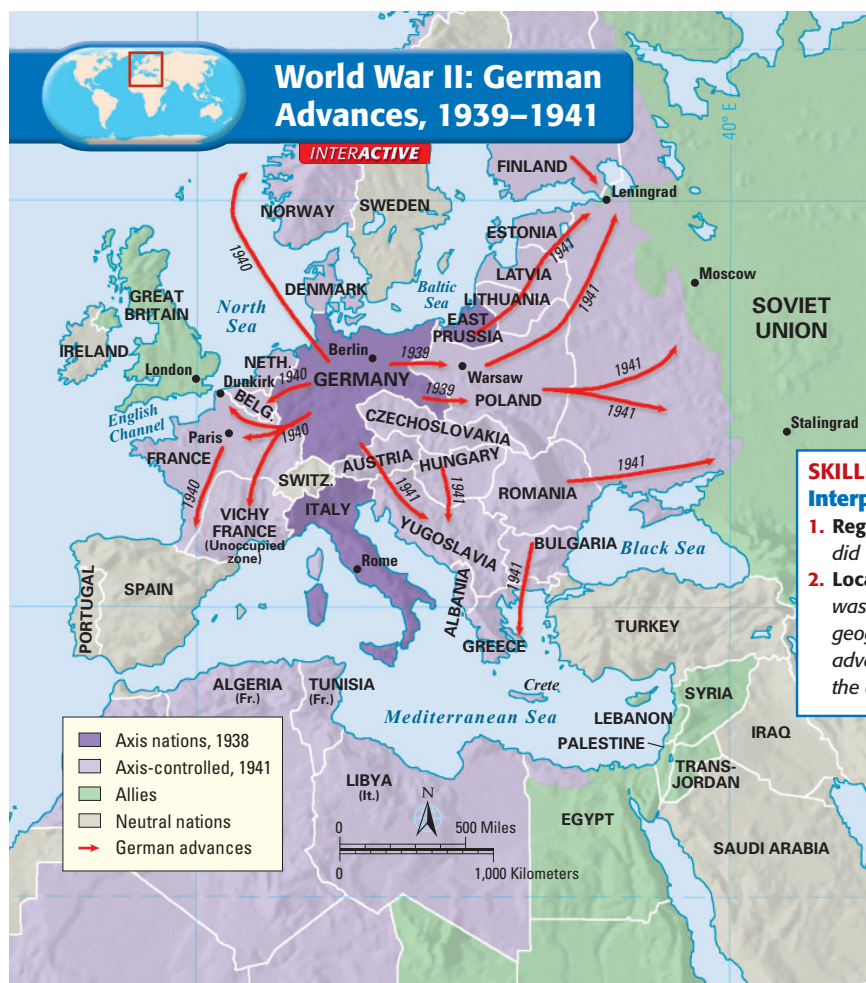 World War II: German
Advances, 1939–1941
INTERACTIVE
40° E
FINLAND
Leningrad
NORWAY
SWEDEN
ESTONIA
1940
1941
LATVIA
Moscow
DENMARK
Baltic
Sea
LITHUANIA
1941
GREAT
BRITAIN
North
Sea
EAST
PRUSSIA
SOVIET
UNION
IRELAND
Berlin
1939
NETH.
London
Warsaw
1941
Dunkirk
1940
GERMANY
1939
POLAND
BELG.
1941
English
Channel
CZECHOSLOVAKIA
Stalingrad
Paris
1940
FRANCE
AUSTRIA
HUNGARY
1941
SWITZ.
ROMANIA
1940
1941
1941
ITALY
VICHY
FRANCE
(Unoccupied
zone)
YUGOSLAVIA
BULGARIA
Black Sea
1941
Rome
SPAIN
PORTUGAL
ALBANIA
TURKEY
GREECE
ALGERIA
(Fr.)
TUNISIA
(Fr.)
Crete
SYRIA
Mediterranean Sea
LEBANON
IRAQ
PALESTINE
TRANS-
JORDAN
LIBYA
(It.)
EGYPT
SAUDI ARABIA
N
0 500 Miles
0 1,000 Kilometers
Axis nations, 1938
Axis-controlled, 1941
Allies
Neutral nations
German advances
SKILL
Interp
1. Reg
did
2. Loca
was
geog
adve
the